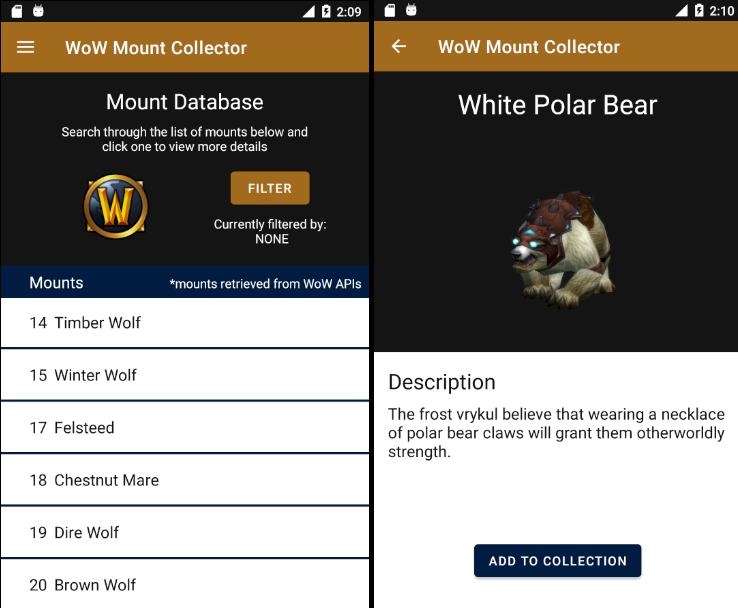 2:09
WoW Mount Collector
Mount Database
Search through the list of mounts below and
click one to view more details
W
FILTER
Currently filtered by:
NONE
Mounts *mounts retrieved from WoW APIs
14 Timber Wolf
15 Winter Wolf
17 Felsteed
18 Chestnut Mare
19 Dire Wolf
20 Brown Wolf
2:10
WoW Mount Collector
White Polar Bear
Description
The frost vrykul believe that wearing a necklace
of polar bear claws will grant them otherworldly
strength.
ADD TO COLLECTION